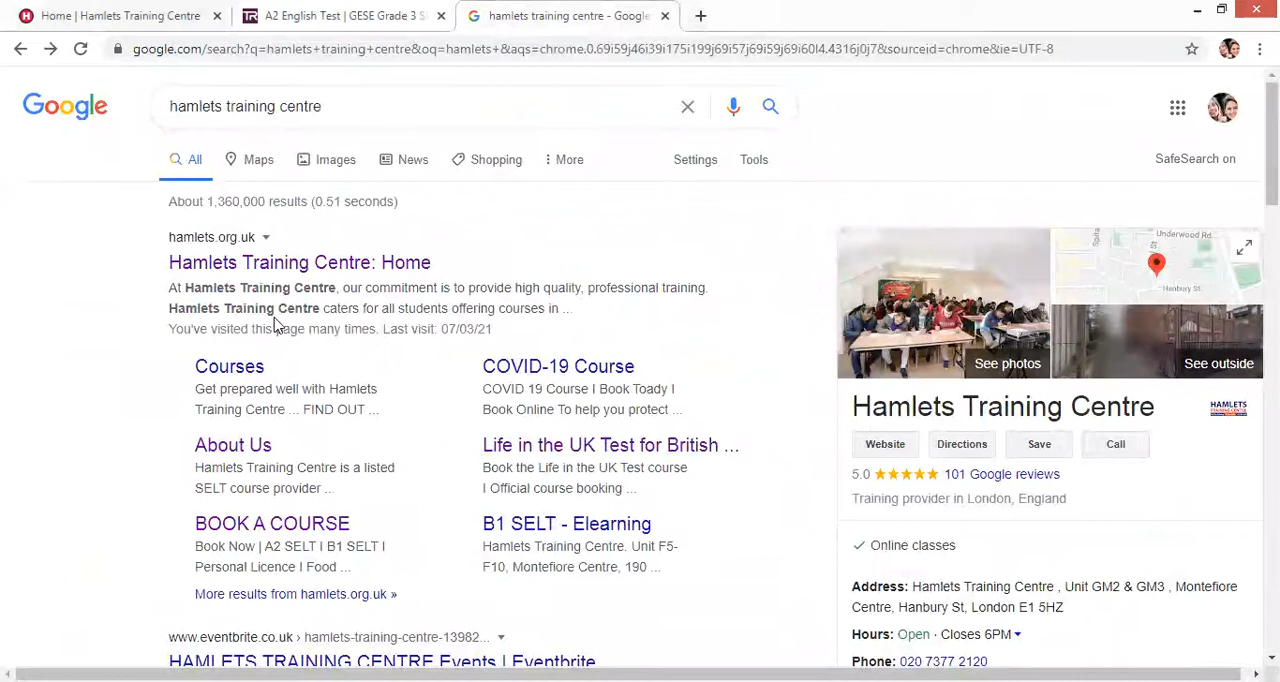 Home | Hamlets Training Centre
A2 English Test | GESE Grade 3 S
hamlets training centre - Google
google.com/search?q=hamlets+training+centre&oq=hamlets+&aqs=chrome.0.69i59j46i39i175i199j69i57j69i59j69i60l4.4316j0j7&sourceid=chrome&ie=UTF-8
Google
hamlets training centre
All Maps Images News Shopping More Settings Tools SafeSearch on
About 1,360,000 results (0.51 seconds)
hamlets.org.uk
Hamlets Training Centre: Home
At Hamlets Training Centre, our commitment is to provide high quality, professional training.
Hamlets Training Centre caters for all students offering courses in ...
You've visited this page many times. Last visit: 07/03/21
Courses
Get prepared well with Hamlets
Training Centre ... FIND OUT ...
COVID-19 Course
COVID 19 Course I Book Toady I
Book Online To help you protect ...
About Us
Hamlets Training Centre is a listed
SELT course provider ...
Life in the UK Test for British ...
Book the Life in the UK Test course
I Official course booking ...
BOOK A COURSE
Book Now | A2 SELT I B1 SELT I
Personal Licence I Food ...
B1 SELT - Elearning
Hamlets Training Centre. Unit F5-
F10, Montefiore Centre, 190 ...
More results from hamlets.org.uk »
www.eventbrite.co.uk › hamlets-training-centre-13982...
HAMLETS TRAINING CENTRE Events | Eventbrite
See photos
Underwood Rd
Hanbury St
See outside
Hamlets Training Centre
HAMLETS
Website Directions Save Call
5.0 101 Google reviews
Training provider in London, England
Online classes
Address: Hamlets Training Centre , Unit GM2 & GM3 , Montefiore
Centre, Hanbury St, London E1 5HZ
Hours: Open · Closes 6PM
Phone: 020 7377 2120